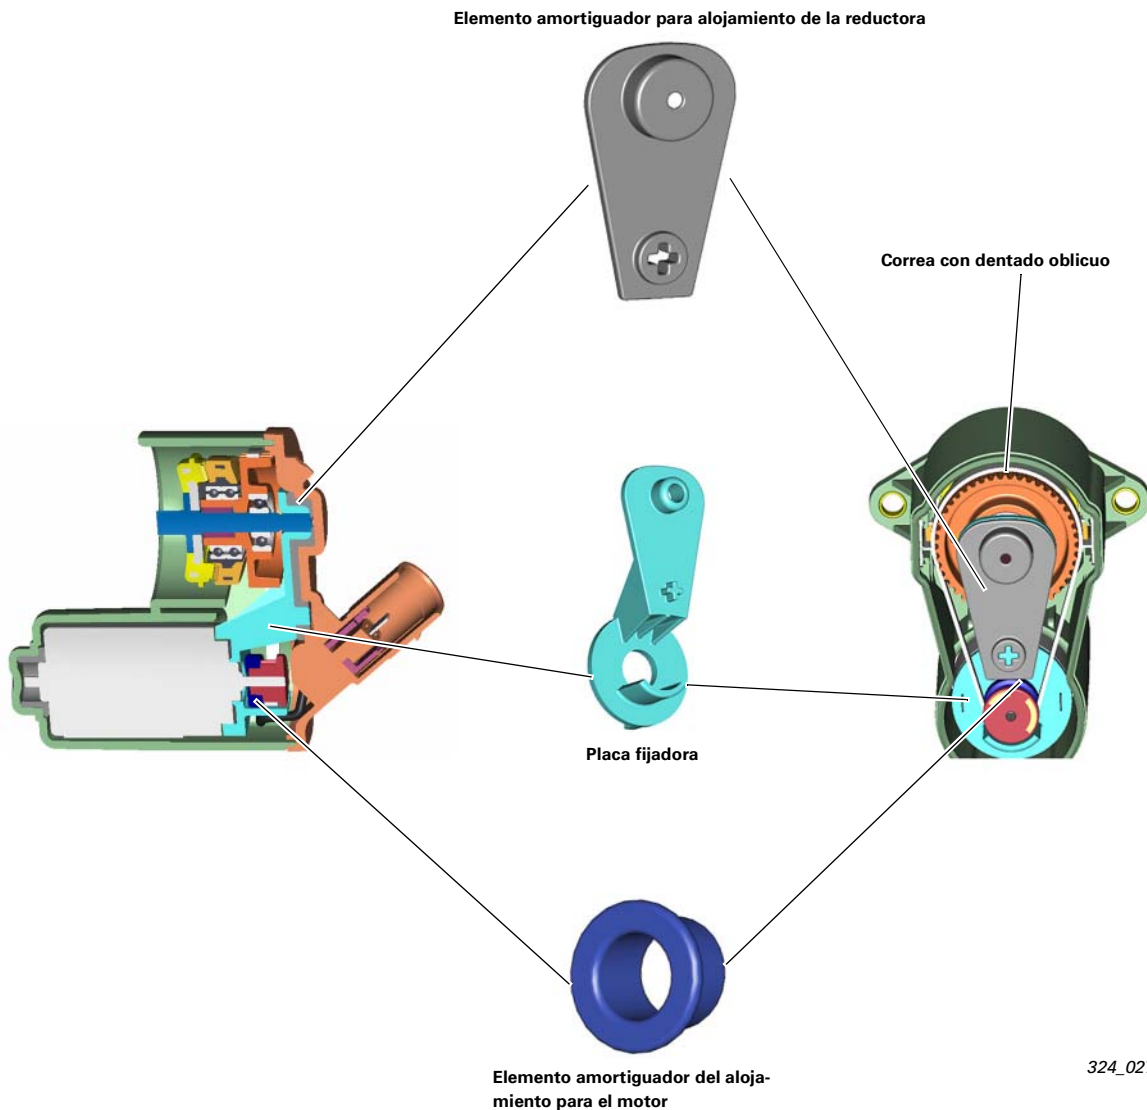 Elemento amortiguador para alojamiento de la reductora
Correa con dentado oblicuo
Placa fijadora
Elemento amortiguador del aloja-
miento para el motor